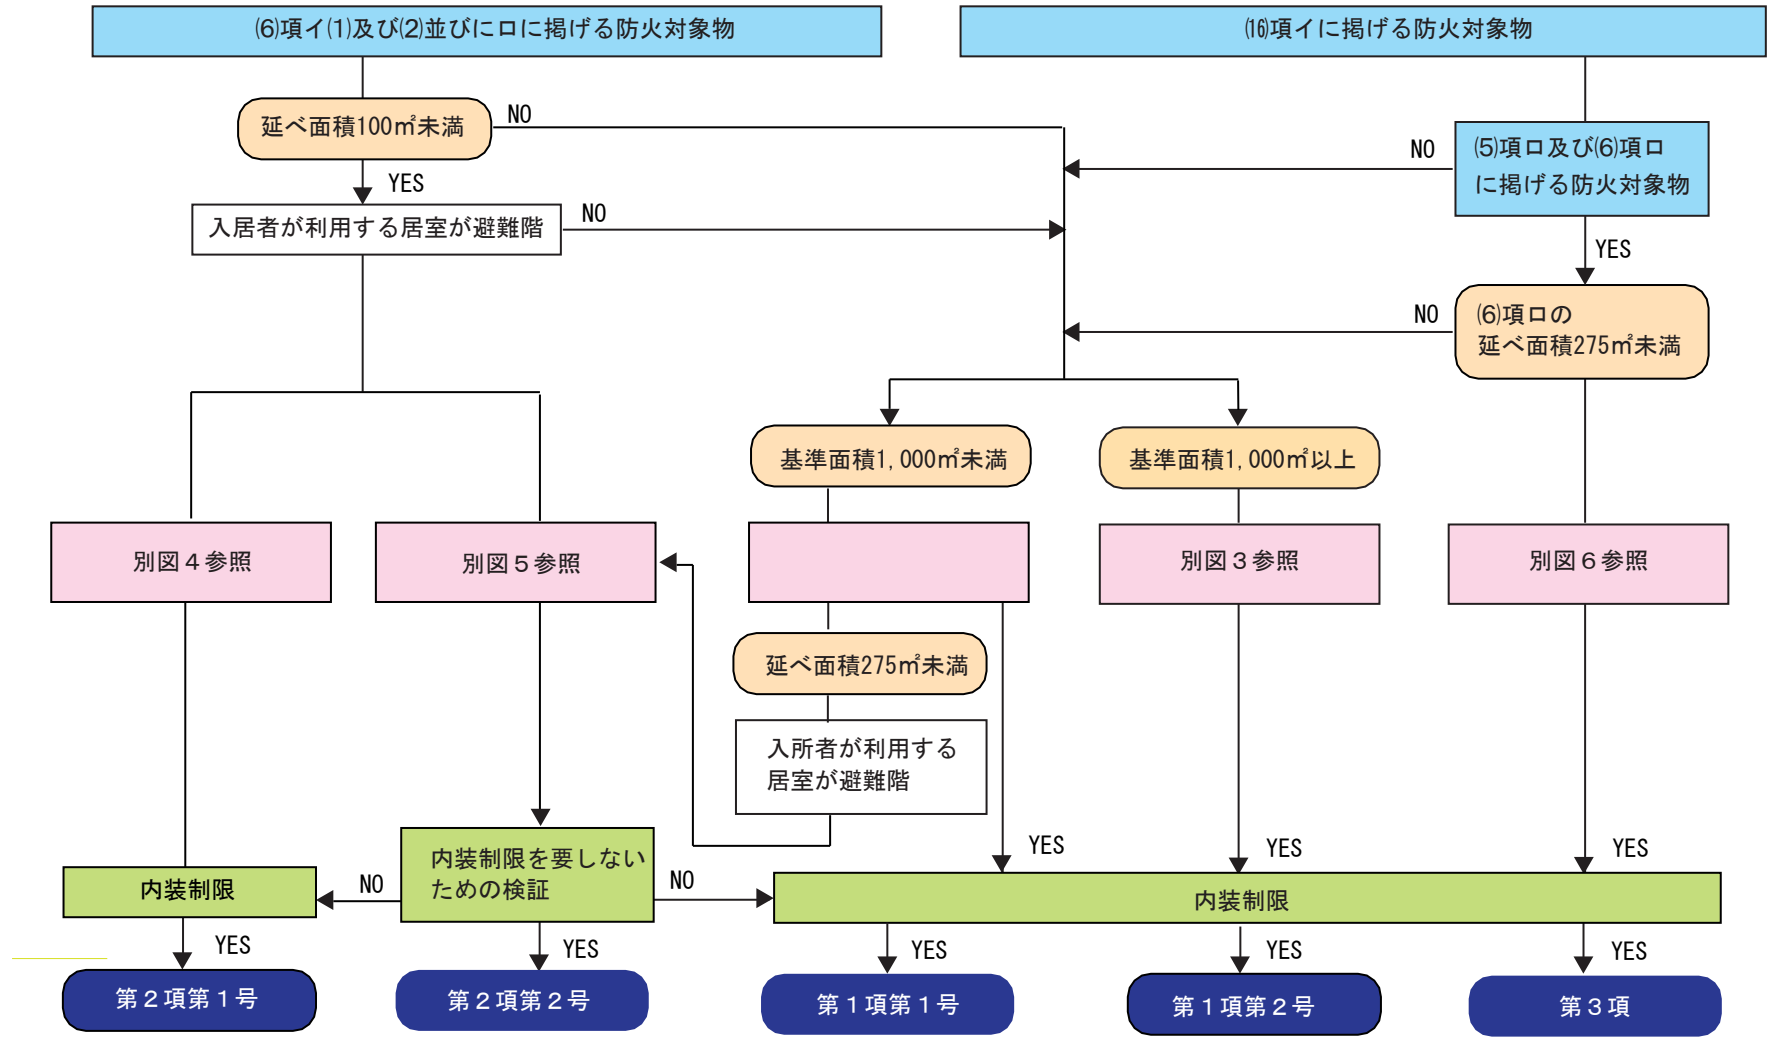 ⑹項イ⑴及び⑵並びにロに掲げる防火対象物
⒃項イに掲げる防火対象物
延べ面積100㎡未満
NO
⑸項ロ及び⑹項ロ
に掲げる防火対象物
NO
YES
入居者が利用する居室が避難階
NO
YES
⑹項ロの
延べ面積275㎡未満
NO
基準面積1,000㎡未満
基準面積1,000㎡以上
別図４参照
別図５参照
別図３参照
別図６参照
延べ面積275㎡未満
入所者が利用する
居室が避難階
YES
YES
YES
内装制限を要しない
ための検証
内装制限
NO
NO
内装制限
YES
YES
YES
YES
YES
第２項第１号
第２項第２号
第１項第１号
第１項第２号
第３項